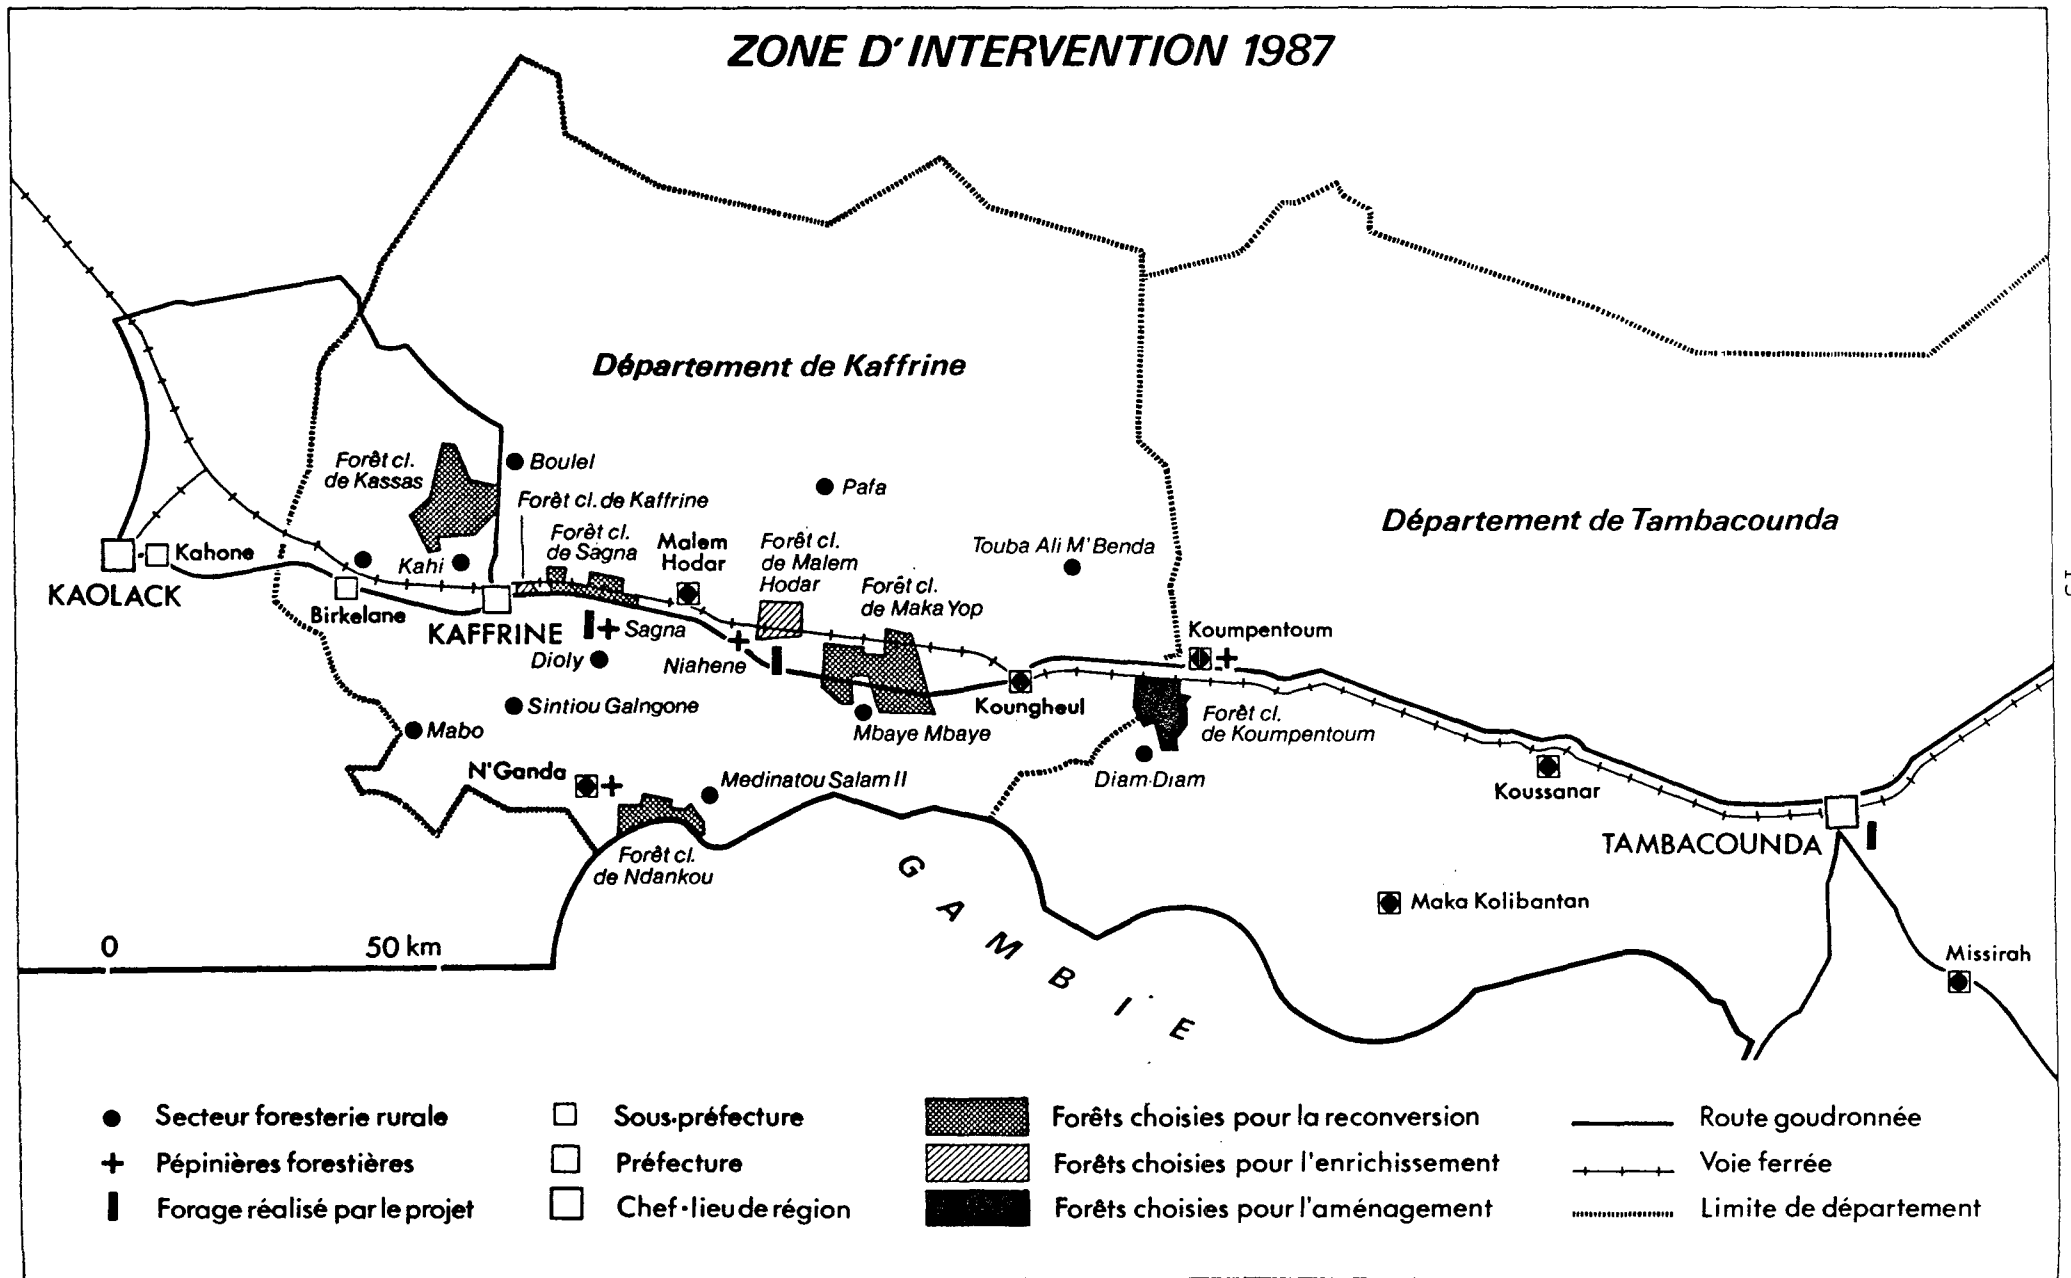 ZONE D'INTERVENTION 1987
Département de Kaffrine
Forêt cl.
de Kassas
Boulel
Pafa
Forêt cl. de Kaffrine
Forêt cl.
de Sagna
Malem
Hodar
Forêt cl.
de Malem
Hodar
Forêt cl.
de Maka Yop
Touba Ali M'Benda
Département de Tambacounda
Kahone
KAOLACK
Kahi
Birkelane
KAFFRINE
Sagna
Dioly
Niahene
Koumpentoum
Sintiou Galngone
Mabo
Mbaye Mbaye
Koungheul
Forêt cl.
de Koumpentoum
N'Ganda
Medinatou Salam II
Diam-Diam
Koussanar
TAMBACOUNDA
Forêt cl.
de Ndankou
GAMBIE
Maka Kolibantan
Missirah
0 50 km
Secteur foresterie rurale
Pépinières forestières
Forage réalisé par le projet
Sous-préfecture
Préfecture
Chef-lieu de région
Forêts choisies pour la reconversion
Forêts choisies pour l'enrichissement
Forêts choisies pour l'aménagement
Route goudronnée
Voie ferrée
Limite de département